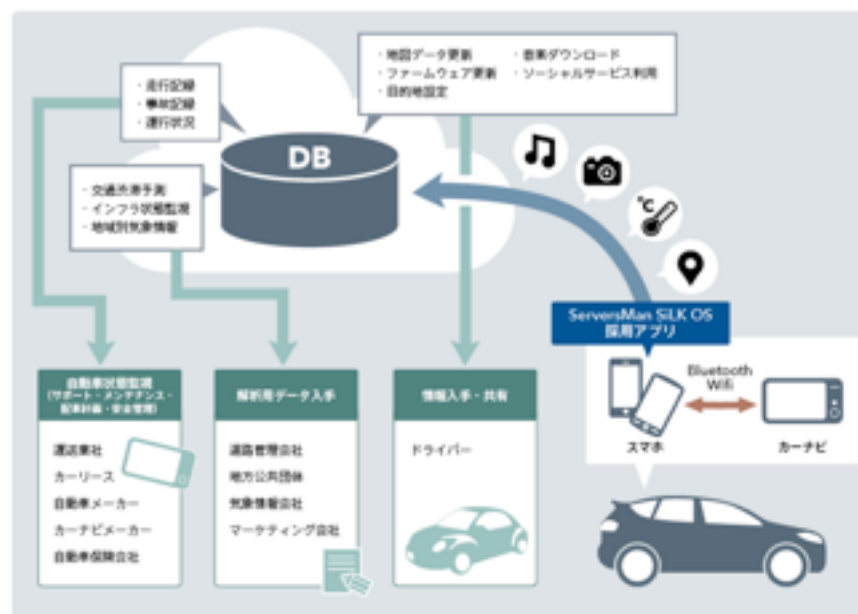 ・地図データ更新
・ファームウェア更新
・目的地設定
・音楽ダウンロード
・ソーシャルサービス利用
・走行記録
・事故記録
・運行状況
DB
・交通渋滞予測
・インフラ状態監視
・地域別気象情報
℃
ServersMan SiLK OS
採用アプリ
Bluetooth
Wifi
スマホ
カーナビ
自動車状態監視
(サポート・メンテナンス・
配車計画・安全管理)
運送業社
カーリース
自動車メーカー
カーナビメーカー
自動車保険会社
解析用データ入手
道路管理会社
地方公共団体
気象情報会社
マーケティング会社
情報入手・共有
ドライバー